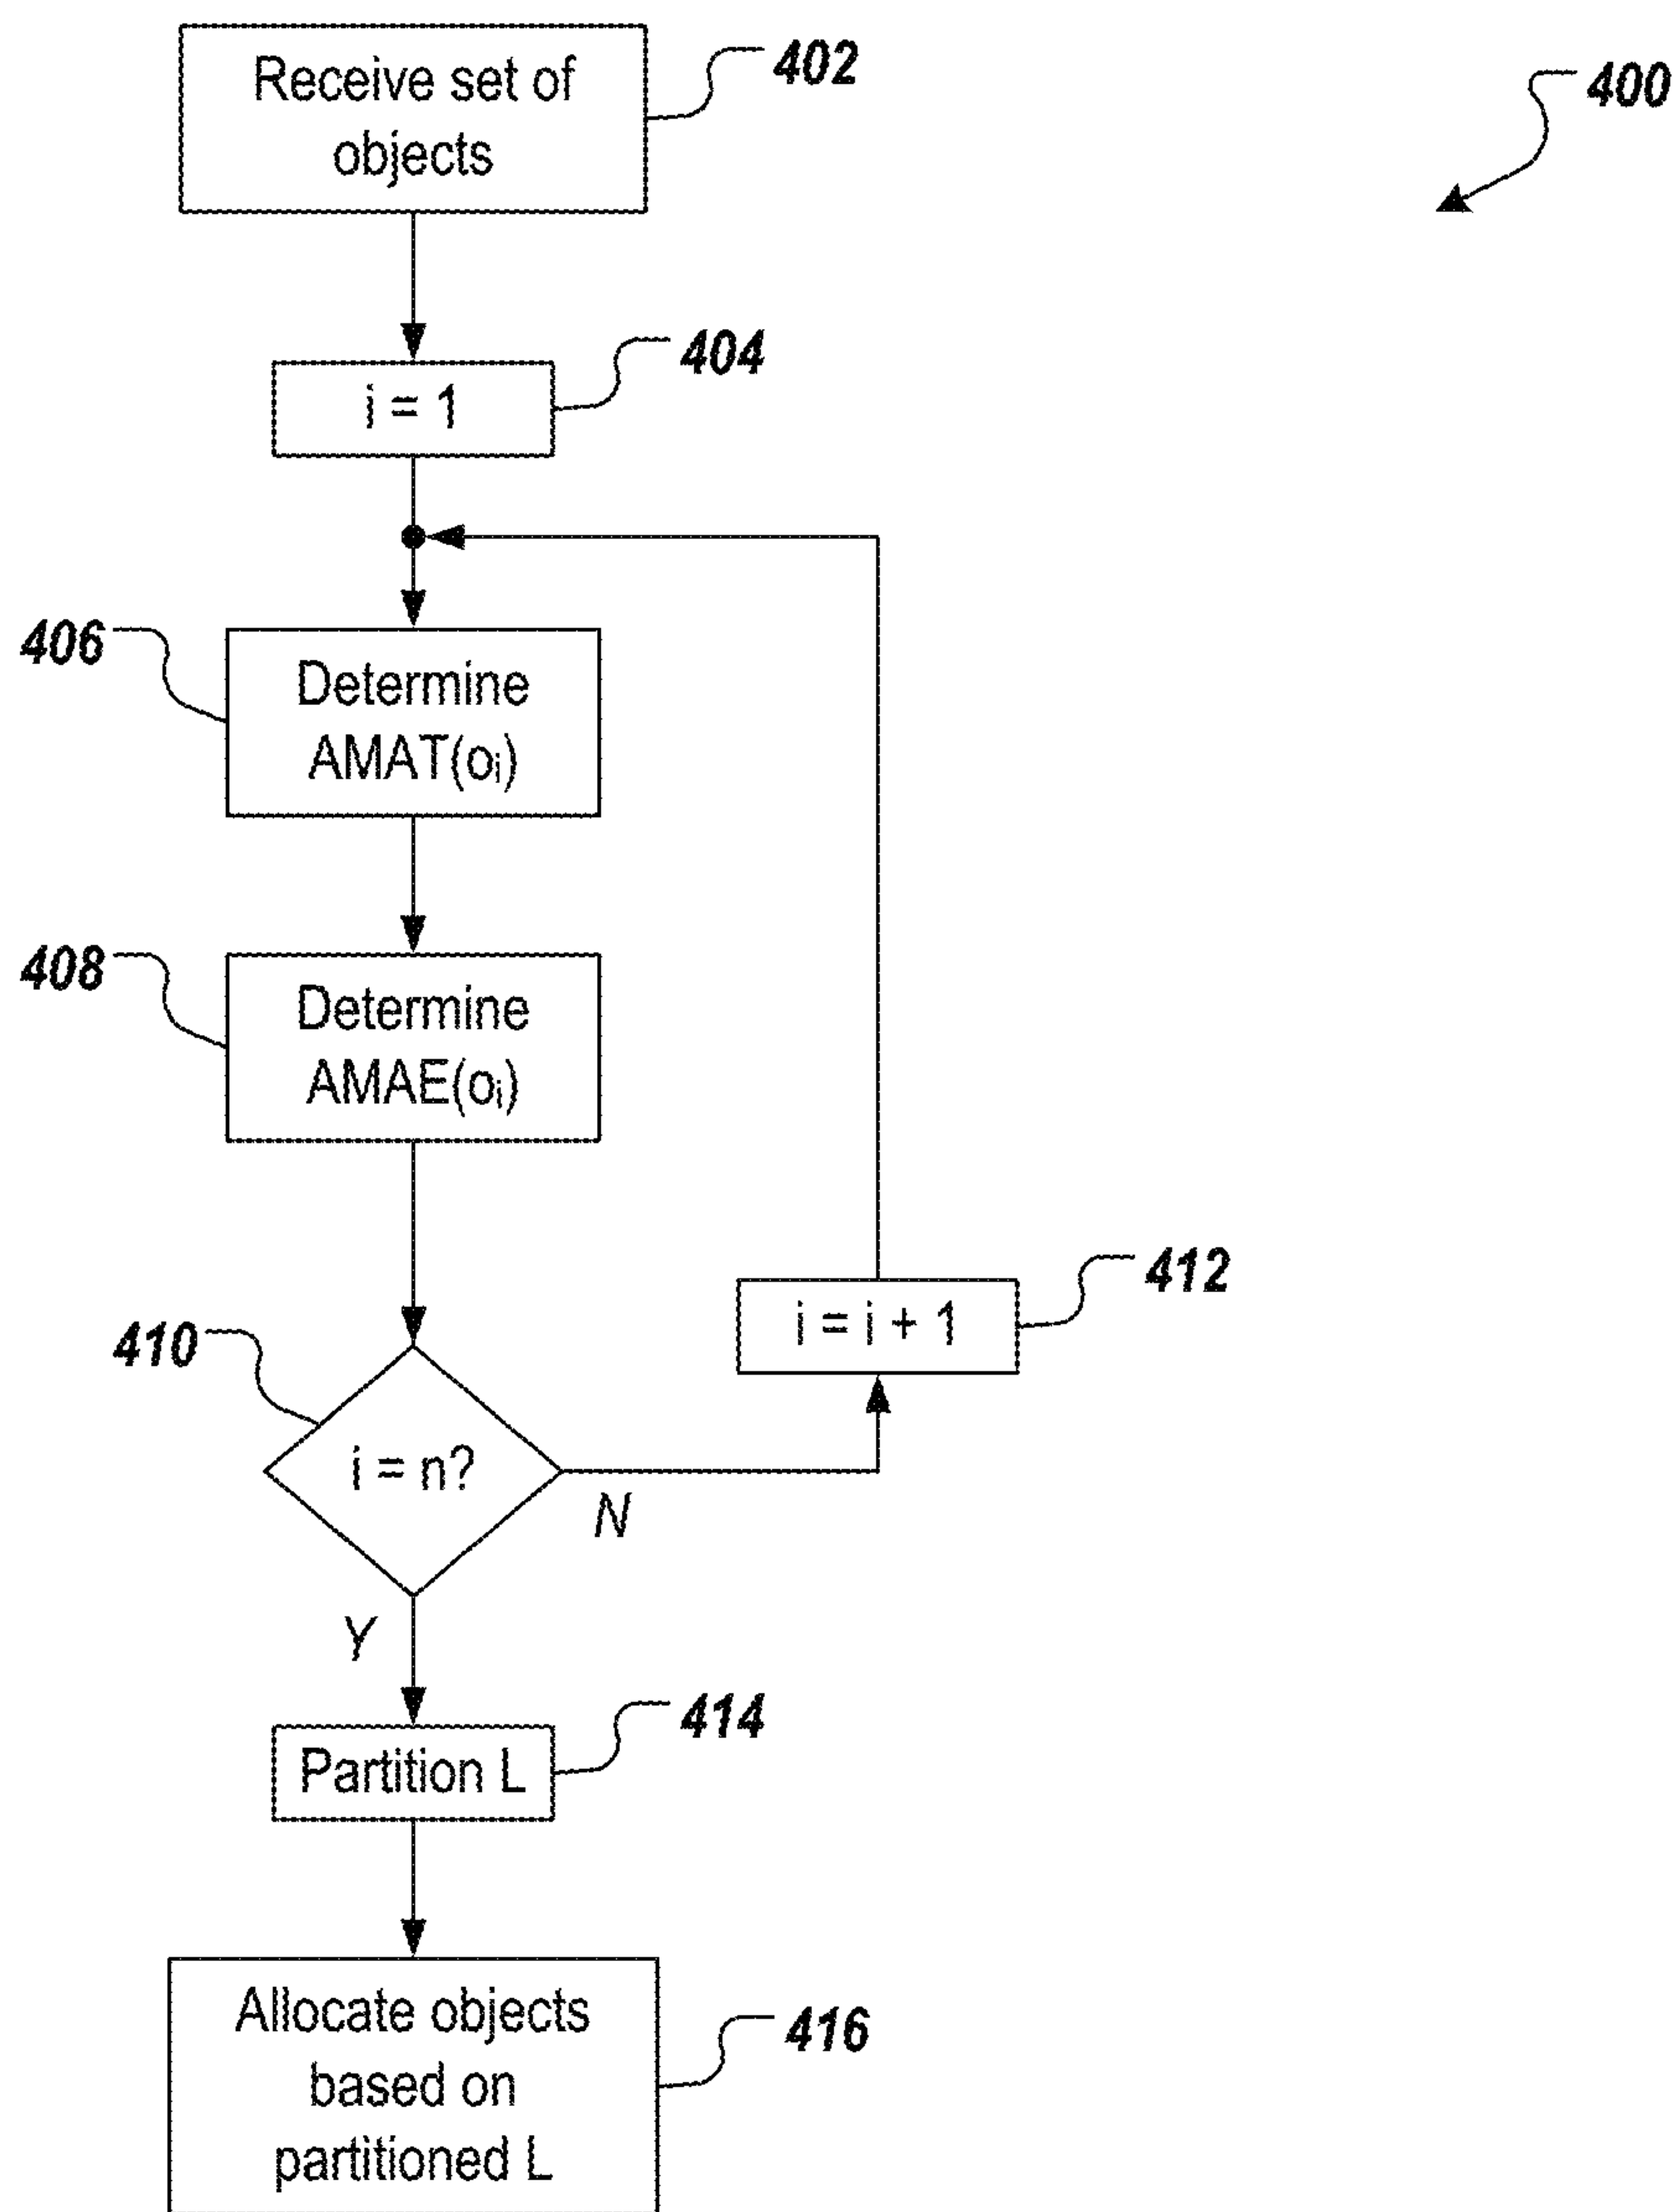 Receive set of
objects
402
400
i = 1
404
406
Determine
AMAT(oᵢ)
408
Determine
AMAE(oᵢ)
412
i = i + 1
410
i = n?
N
Y
414
Partition L
Allocate objects
based on
partitioned L
416